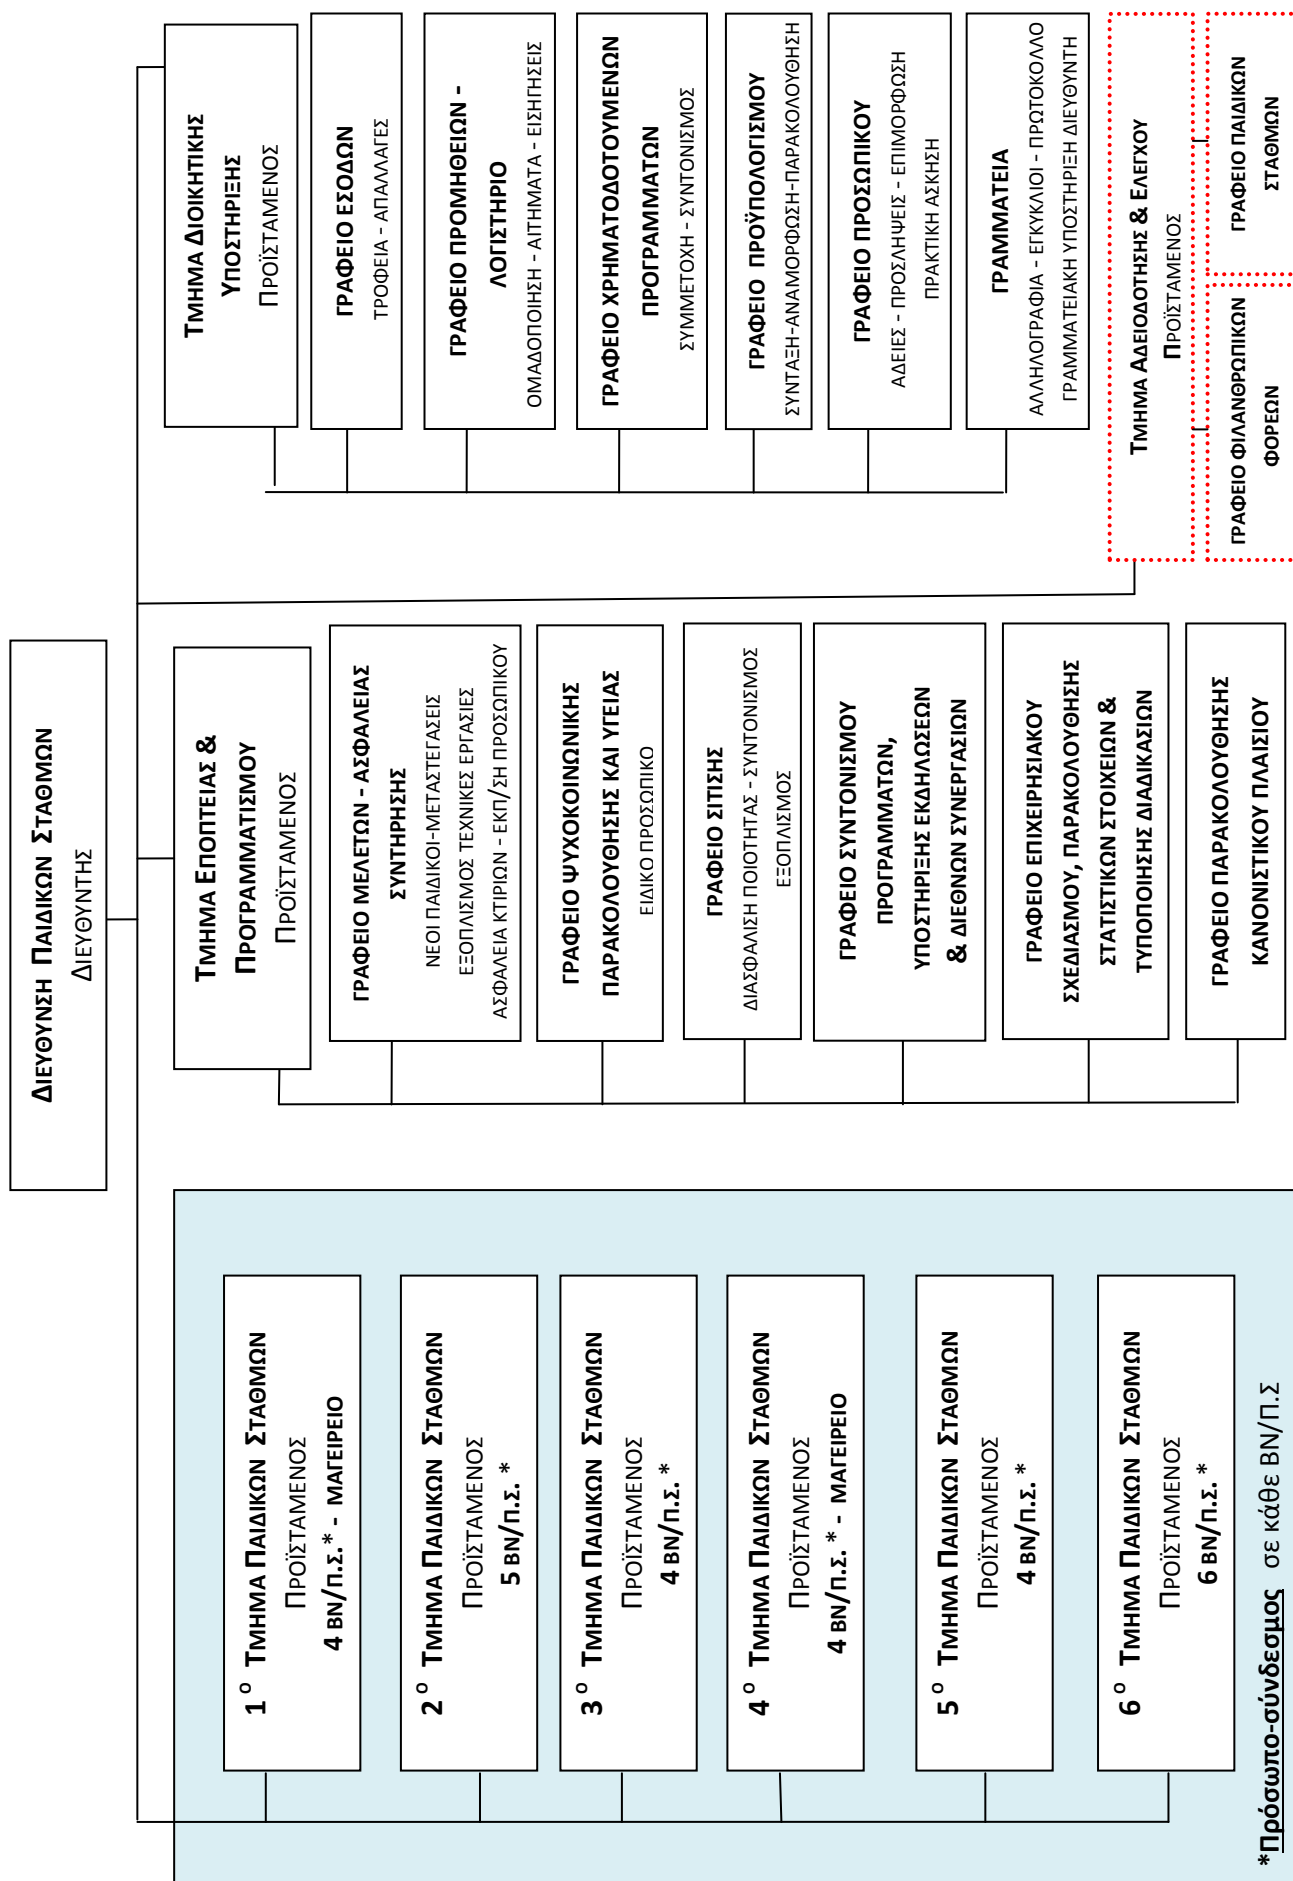 ΔΙΕΥΘΥΝΣΗ ΠΑΙΔΙΚΩΝ ΣΤΑΘΜΩΝ
ΔΙΕΥΘΥΝΤΗΣ
1 Ο ΤΜΗΜΑ ΠΑΙΔΙΚΩΝ ΣΤΑΘΜΩΝ
ΠΡΟΪΣΤΑΜΕΝΟΣ
4 ΒΝ/Π.Σ. * - ΜΑΓΕΙΡΕΙΟ
2 Ο ΤΜΗΜΑ ΠΑΙΔΙΚΩΝ ΣΤΑΘΜΩΝ
ΠΡΟΪΣΤΑΜΕΝΟΣ
5 ΒΝ/Π.Σ. *
3 Ο ΤΜΗΜΑ ΠΑΙΔΙΚΩΝ ΣΤΑΘΜΩΝ
ΠΡΟΪΣΤΑΜΕΝΟΣ
4 ΒΝ/Π.Σ. *
4 Ο ΤΜΗΜΑ ΠΑΙΔΙΚΩΝ ΣΤΑΘΜΩΝ
ΠΡΟΪΣΤΑΜΕΝΟΣ
4 ΒΝ/Π.Σ. * - ΜΑΓΕΙΡΕΙΟ
5 Ο ΤΜΗΜΑ ΠΑΙΔΙΚΩΝ ΣΤΑΘΜΩΝ
ΠΡΟΪΣΤΑΜΕΝΟΣ
4 ΒΝ/Π.Σ. *
6 Ο ΤΜΗΜΑ ΠΑΙΔΙΚΩΝ ΣΤΑΘΜΩΝ
ΠΡΟΪΣΤΑΜΕΝΟΣ
6 ΒΝ/Π.Σ. *
*Πρόσωπο-σύνδεσμος σε κάθε ΒΝ/Π.Σ
ΤΜΗΜΑ ΕΠΟΠΤΕΙΑΣ &
ΠΡΟΓΡΑΜΜΑΤΙΣΜΟΥ
ΠΡΟΪΣΤΑΜΕΝΟΣ
ΓΡΑΦΕΙΟ ΜΕΛΕΤΩΝ - ΑΣΦΑΛΕΙΑΣ
ΣΥΝΤΗΡΗΣΗΣ
ΝΕΟΙ ΠΑΙΔΙΚΟΙ-ΜΕΤΑΣΤΕΓΑΣΕΙΣ
ΕΞΟΠΛΙΣΜΟΣ ΤΕΧΝΙΚΕΣ ΕΡΓΑΣΙΕΣ
ΑΣΦΑΛΕΙΑ ΚΤΙΡΙΩΝ - ΕΚΠ/ΣΗ ΠΡΟΣΩΠΙΚΟΥ
ΓΡΑΦΕΙΟ ΨΥΧΟΚΟΙΝΩΝΙΚΗΣ
ΠΑΡΑΚΟΛΟΥΘΗΣΗΣ ΚΑΙ ΥΓΕΙΑΣ
ΕΙΔΙΚΟ ΠΡΟΣΩΠΙΚΟ
ΓΡΑΦΕΙΟ ΣΙΤΙΣΗΣ
ΔΙΑΣΦΑΛΙΣΗ ΠΟΙΟΤΗΤΑΣ - ΣΥΝΤΟΝΙΣΜΟΣ
ΕΞΟΠΛΙΣΜΟΣ
ΓΡΑΦΕΙΟ ΣΥΝΤΟΝΙΣΜΟΥ
ΠΡΟΓΡΑΜΜΑΤΩΝ,
ΥΠΟΣΤΗΡΙΞΗΣ ΕΚΔΗΛΩΣΕΩΝ
& ΔΙΕΘΝΩΝ ΣΥΝΕΡΓΑΣΙΩΝ
ΓΡΑΦΕΙΟ ΕΠΙΧΕΙΡΗΣΙΑΚΟΥ
ΣΧΕΔΙΑΣΜΟΥ, ΠΑΡΑΚΟΛΟΥΘΗΣΗΣ
ΣΤΑΤΙΣΤΙΚΩΝ ΣΤΟΙΧΕΙΩΝ &
ΤΥΠΟΠΟΙΗΣΗΣ ΔΙΑΔΙΚΑΣΙΩΝ
ΓΡΑΦΕΙΟ ΠΑΡΑΚΟΛΟΥΘΗΣΗΣ
ΚΑΝΟΝΙΣΤΙΚΟΥ ΠΛΑΙΣΙΟΥ
ΤΜΗΜΑ ΔΙΟΙΚΗΤΙΚΗΣ
ΥΠΟΣΤΗΡΙΞΗΣ
ΠΡΟΪΣΤΑΜΕΝΟΣ
ΓΡΑΦΕΙΟ ΕΣΟΔΩΝ
ΤΡΟΦΕΙΑ - ΑΠΑΛΛΑΓΕΣ
ΓΡΑΦΕΙΟ ΠΡΟΜΗΘΕΙΩΝ -
ΛΟΓΙΣΤΗΡΙΟ
ΟΜΑΔΟΠΟΙΗΣΗ - ΑΙΤΗΜΑΤΑ - ΕΙΣΗΓΗΣΕΙΣ
ΓΡΑΦΕΙΟ ΧΡΗΜΑΤΟΔΟΤΟΥΜΕΝΩΝ
ΠΡΟΓΡΑΜΜΑΤΩΝ
ΣΥΜΜΕΤΟΧΗ - ΣΥΝΤΟΝΙΣΜΟΣ
ΓΡΑΦΕΙΟ ΠΡΟΫΠΟΛΟΓΙΣΜΟΥ
ΣΥΝΤΑΞΗ-ΑΝΑΜΟΡΦΩΣΗ-ΠΑΡΑΚΟΛΟΥΘΗΣΗ
ΓΡΑΦΕΙΟ ΠΡΟΣΩΠΙΚΟΥ
ΑΔΕΙΕΣ - ΠΡΟΣΛΗΨΕΙΣ - ΕΠΙΜΟΡΦΩΣΗ
ΠΡΑΚΤΙΚΗ ΑΣΚΗΣΗ
ΓΡΑΜΜΑΤΕΙΑ
ΑΛΛΗΛΟΓΡΑΦΙΑ - ΕΓΚΥΚΛΙΟΙ - ΠΡΩΤΟΚΟΛΛΟ
ΓΡΑΜΜΑΤΕΙΑΚΗ ΥΠΟΣΤΗΡΙΞΗ ΔΙΕΥΘΥΝΤΗ
ΤΜΗΜΑ ΑΔΕΙΟΔΟΤΗΣΗΣ & ΕΛΕΓΧΟΥ
ΠΡΟΪΣΤΑΜΕΝΟΣ
ΓΡΑΦΕΙΟ ΦΙΛΑΝΘΡΩΠΙΚΩΝ
ΦΟΡΕΩΝ
ΓΡΑΦΕΙΟ ΠΑΙΔΙΚΩΝ
ΣΤΑΘΜΩΝ